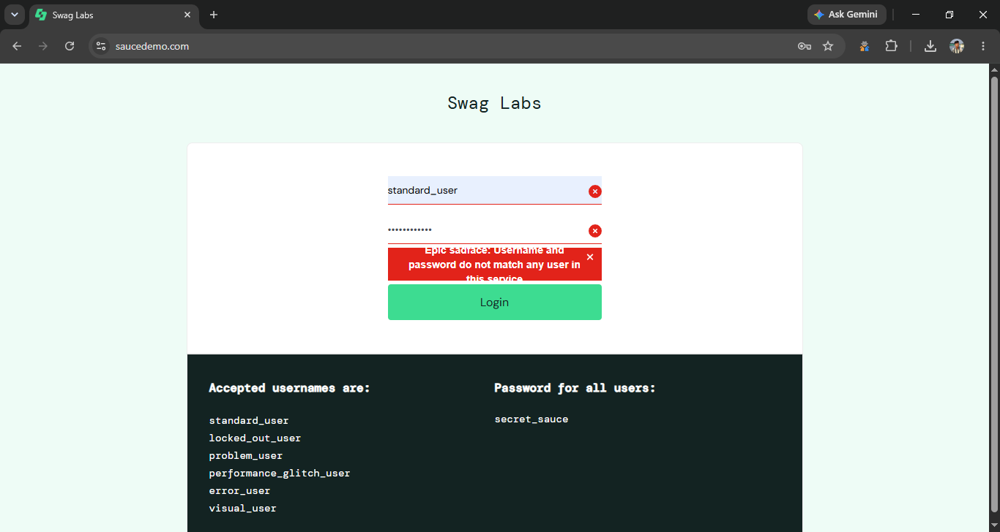 Swag Labs
Ask Gemini
saucedemo.com
Swag Labs
standard_user
••••••••••••
Epic sadface: Username and
password do not match any user in
this service
Login
Accepted usernames are:
standard_user
locked_out_user
problem_user
performance_glitch_user
error_user
visual_user
Password for all users:
secret_sauce